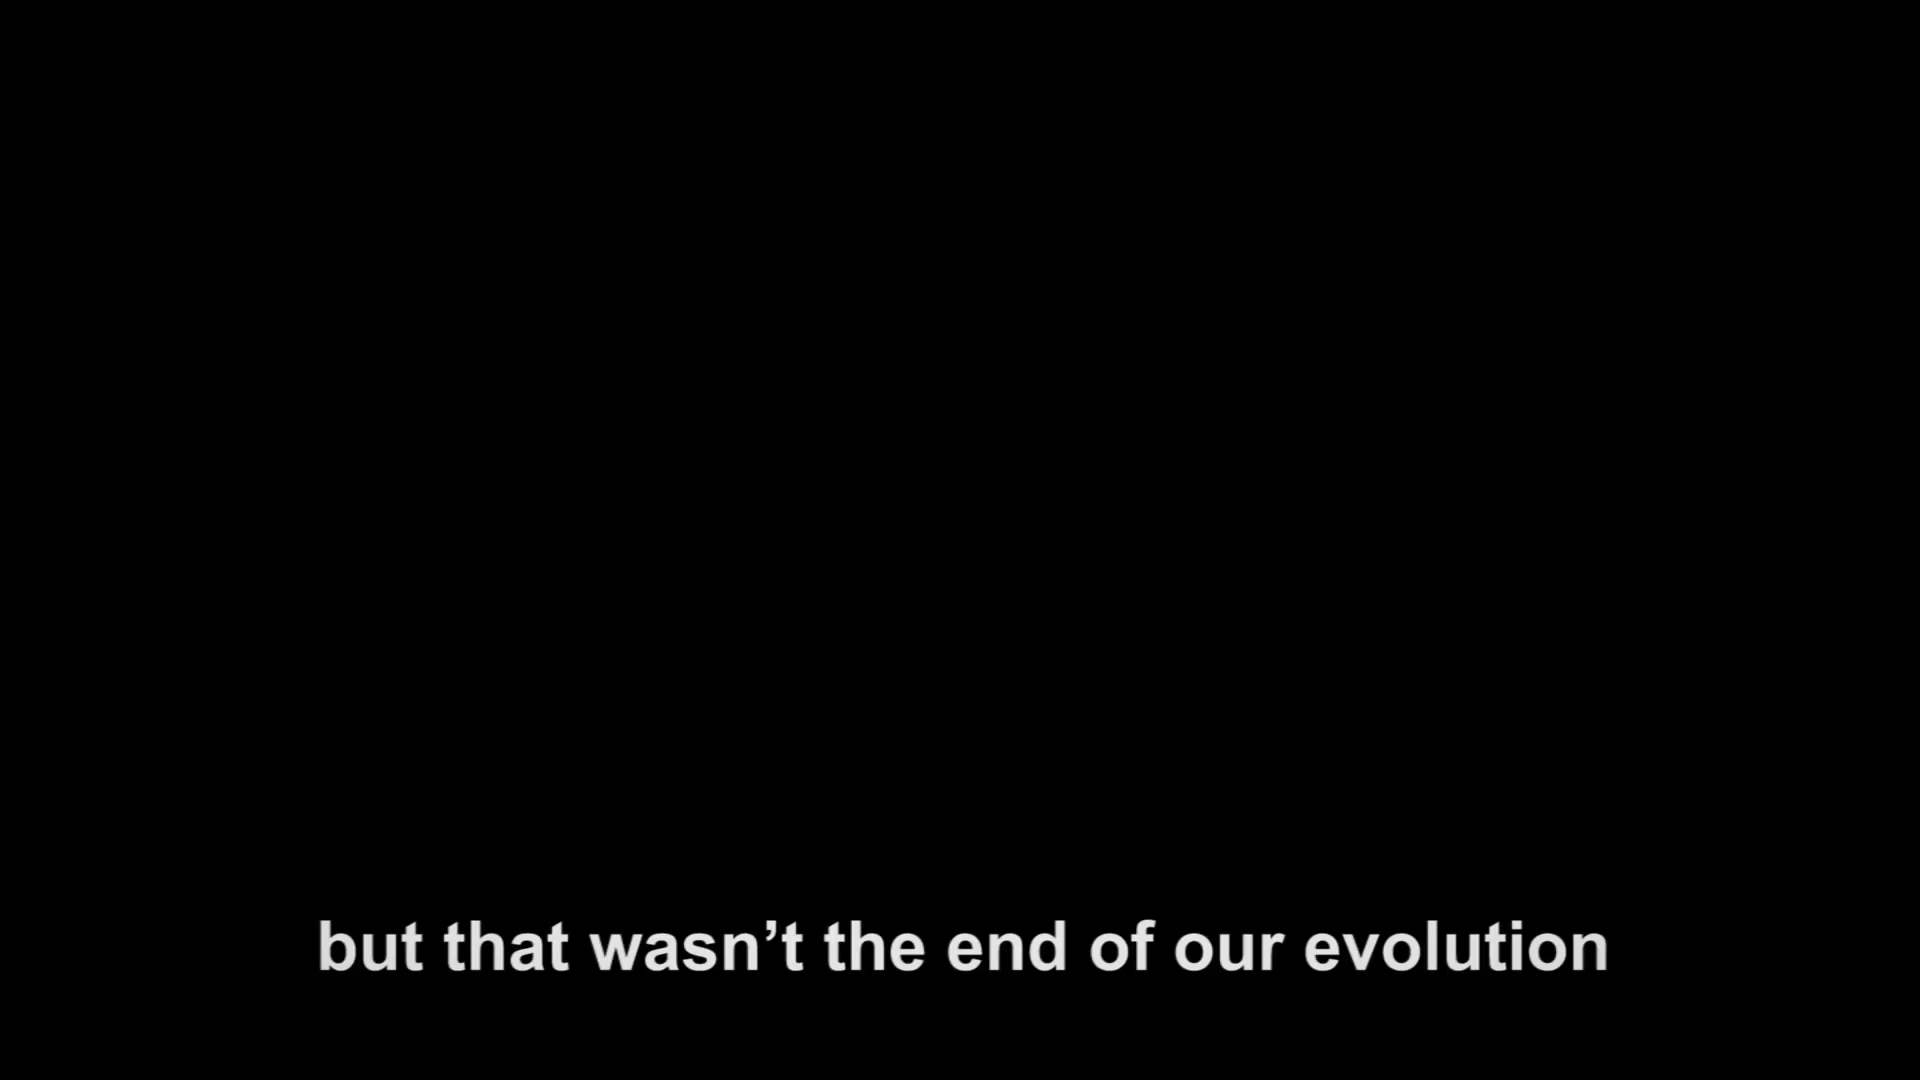 but that wasn’t the end of our evolution